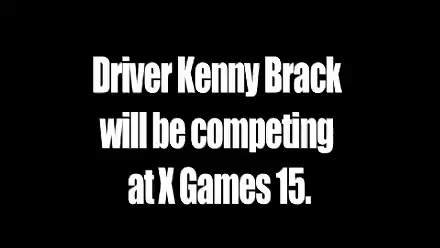 Driver Kenny Brack
will be competing
at X Games 15.